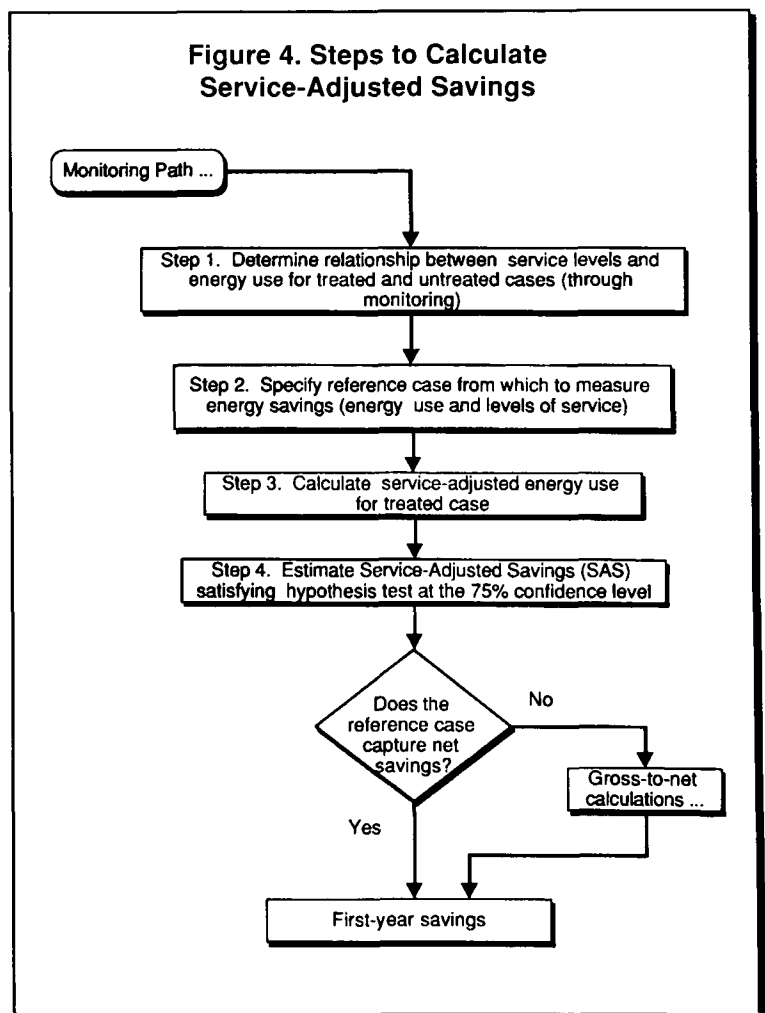 Figure 4. Steps to Calculate
Service-Adjusted Savings
Monitoring Path ...
Step 1. Determine relationship between service levels and
energy use for treated and untreated cases (through
monitoring)
Step 2. Specify reference case from which to measure
energy savings (energy use and levels of service)
Step 3. Calculate service-adjusted energy use
for treated case
Step 4. Estimate Service-Adjusted Savings (SAS)
satisfying hypothesis test at the 75% confidence level
Does the
reference case
capture net
savings?
No
Gross-to-net
calculations ...
Yes
First-year savings